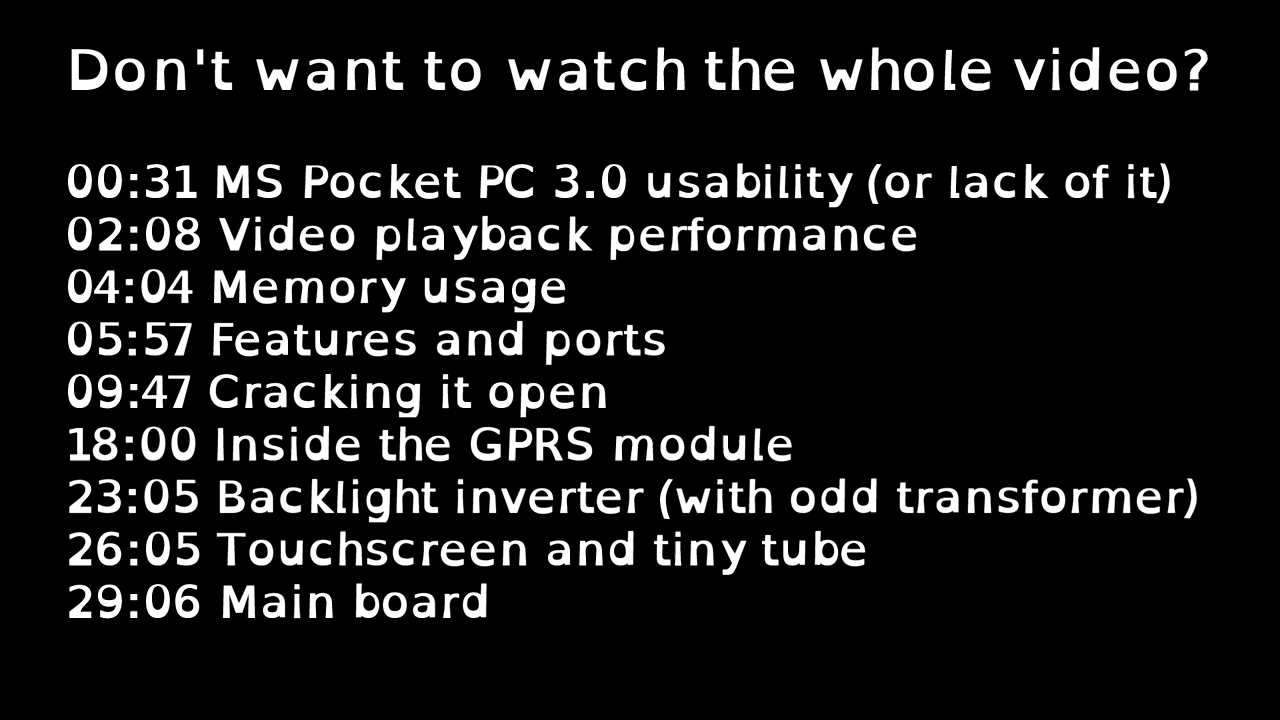 Don't want to watch the whole video?
00:31 MS Pocket PC 3.0 usability (or lack of it)
02:08 Video playback performance
04:04 Memory usage
05:57 Features and ports
09:47 Cracking it open
18:00 Inside the GPRS module
23:05 Backlight inverter (with odd transformer)
26:05 Touchscreen and tiny tube
29:06 Main board